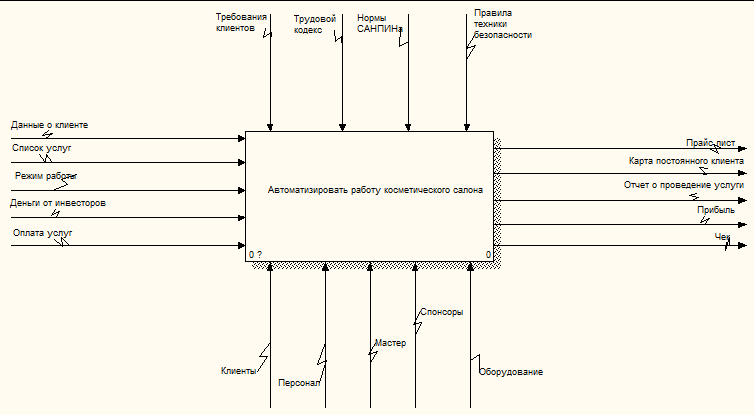 Требования
клиентов
Трудовой
кодекс
Нормы
САНПИНа
Правила
техники
безопасности
Данные о клиенте
Список услуг
Режим работы
Деньги от инвесторов
Оплата услуг
Автоматизировать работу косметического салона
0 ?
0
Прайс-лист
Карта постоянного клиента
Отчет о проведение услуги
Прибыль
Чек
Спонсоры
Мастер
Клиенты
Персонал
Оборудование